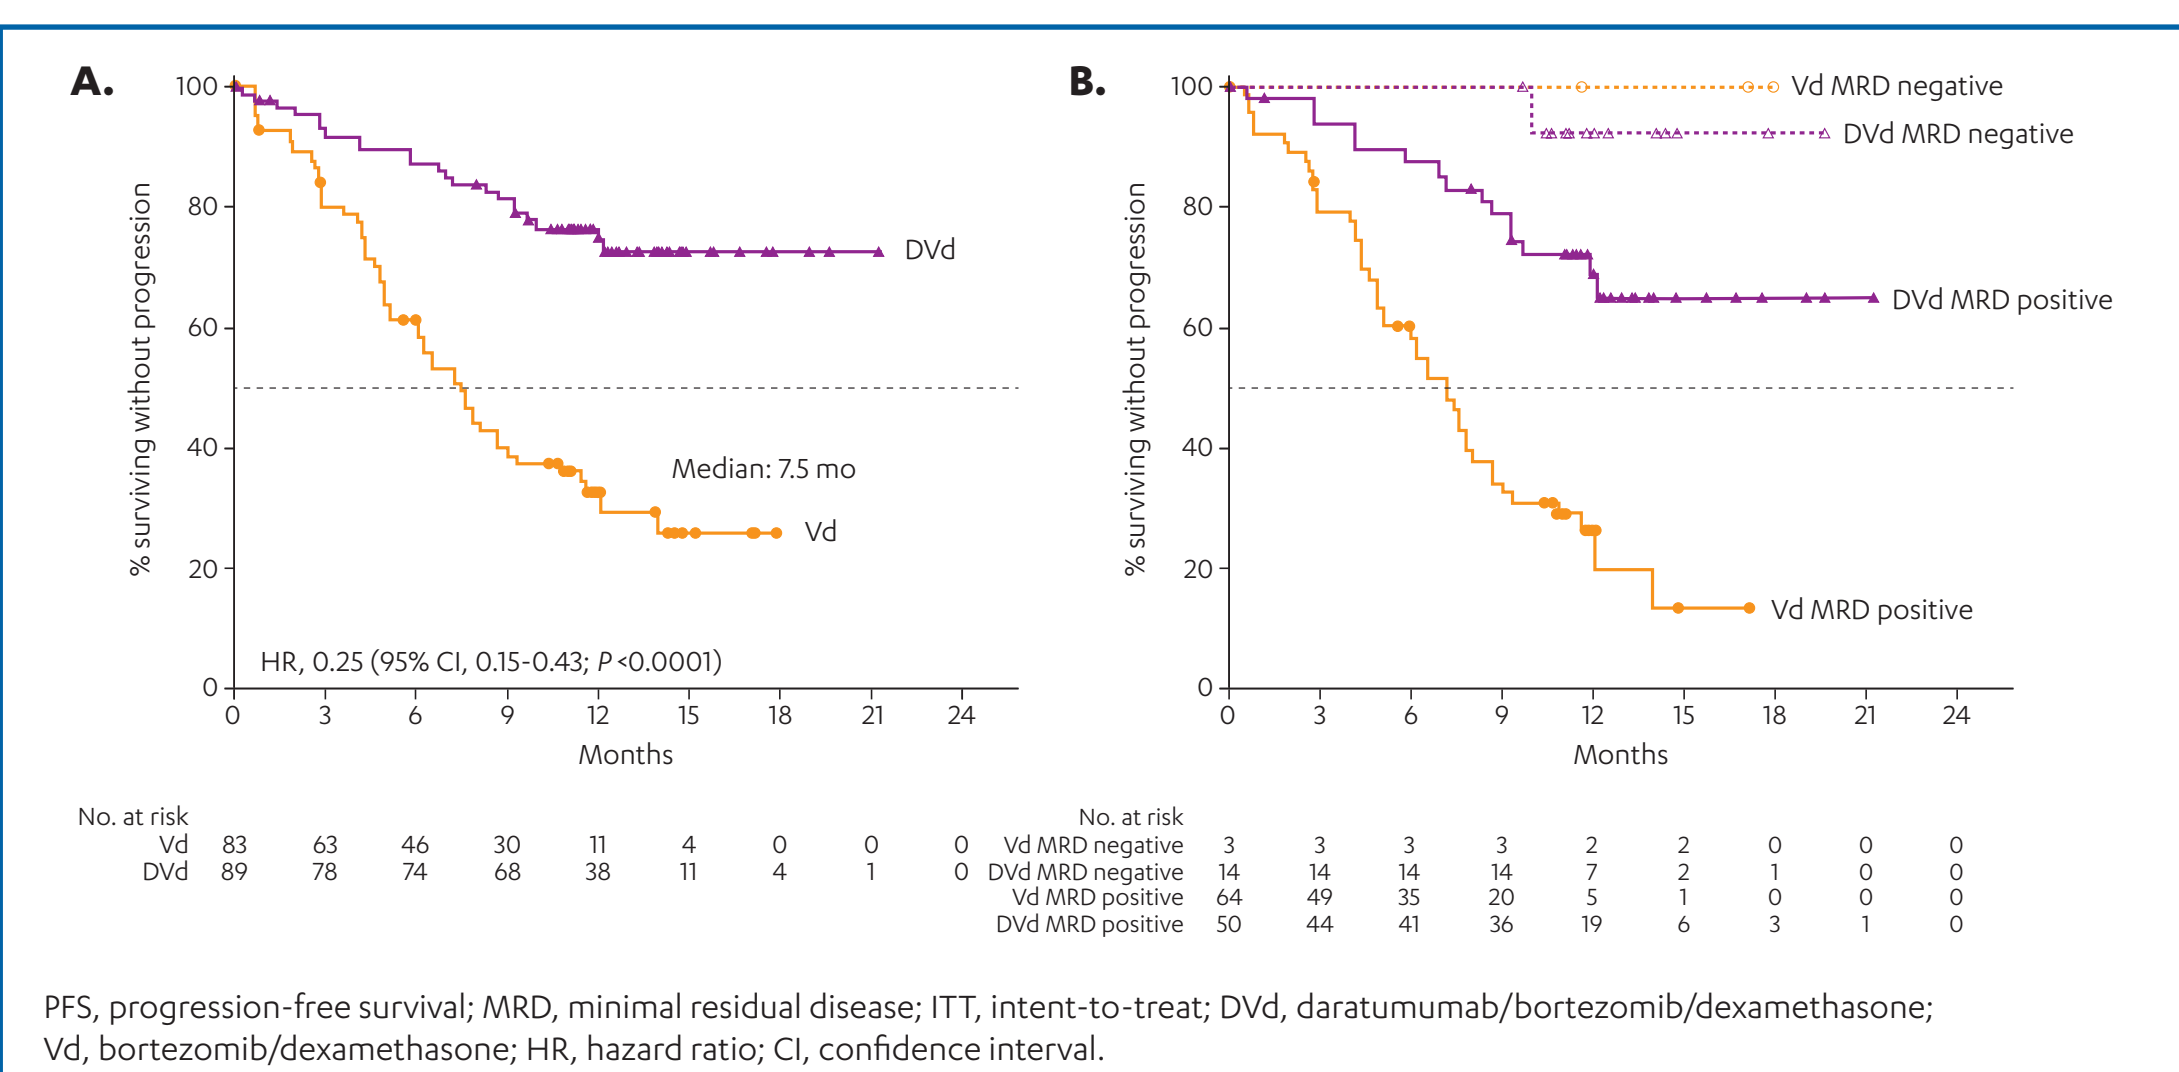 A.
% surviving without progression
100
80
60
40
20
0
DVd
Median: 7.5 mo
Vd
HR, 0.25 (95% CI, 0.15-0.43; P <0.0001)
0 3 6 9 12 15 18 21 24
Months
No. at risk
Vd 83 63 46 30 11 4 0 0 0
DVd 89 78 74 68 38 11 4 1 0
B.
% surviving without progression
100
80
60
40
20
0
Vd MRD negative
DVd MRD negative
DVd MRD positive
Vd MRD positive
0 3 6 9 12 15 18 21 24
Months
No. at risk
Vd MRD negative 3 3 3 3 2 2 0 0 0
DVd MRD negative 14 14 14 14 7 2 1 0 0
Vd MRD positive 64 49 35 20 5 1 0 0 0
DVd MRD positive 50 44 41 36 19 6 3 1 0
PFS, progression-free survival; MRD, minimal residual disease; ITT, intent-to-treat; DVd, daratumumab/bortezomib/dexamethasone;
Vd, bortezomib/dexamethasone; HR, hazard ratio; CI, confidence interval.